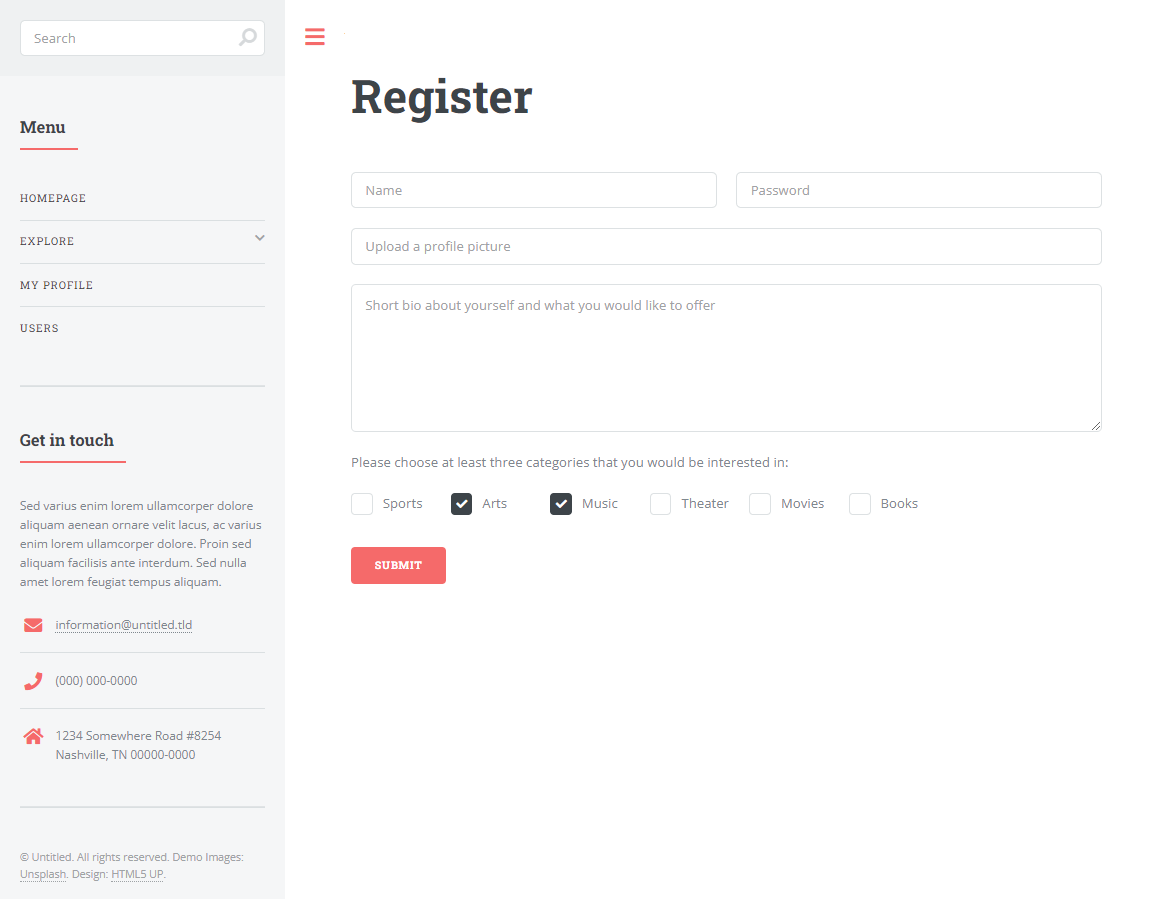 Search
Menu
HOMEPAGE
EXPLORE
MY PROFILE
USERS
Get in touch
Sed varius enim lorem ullamcorper dolore
aliquam aenean ornare velit lacus, ac varius
enim lorem ullamcorper dolore. Proin sed
aliquam facilisis ante interdum. Sed nulla
amet lorem feugiat tempus aliquam.
information@untitled.tld
(000) 000-0000
1234 Somewhere Road #8254
Nashville, TN 00000-0000
© Untitled. All rights reserved. Demo Images:
Unsplash. Design: HTML5 UP.
Register
Name
Password
Upload a profile picture
Short bio about yourself and what you would like to offer
Please choose at least three categories that you would be interested in:
Sports Arts Music Theater Movies Books
SUBMIT